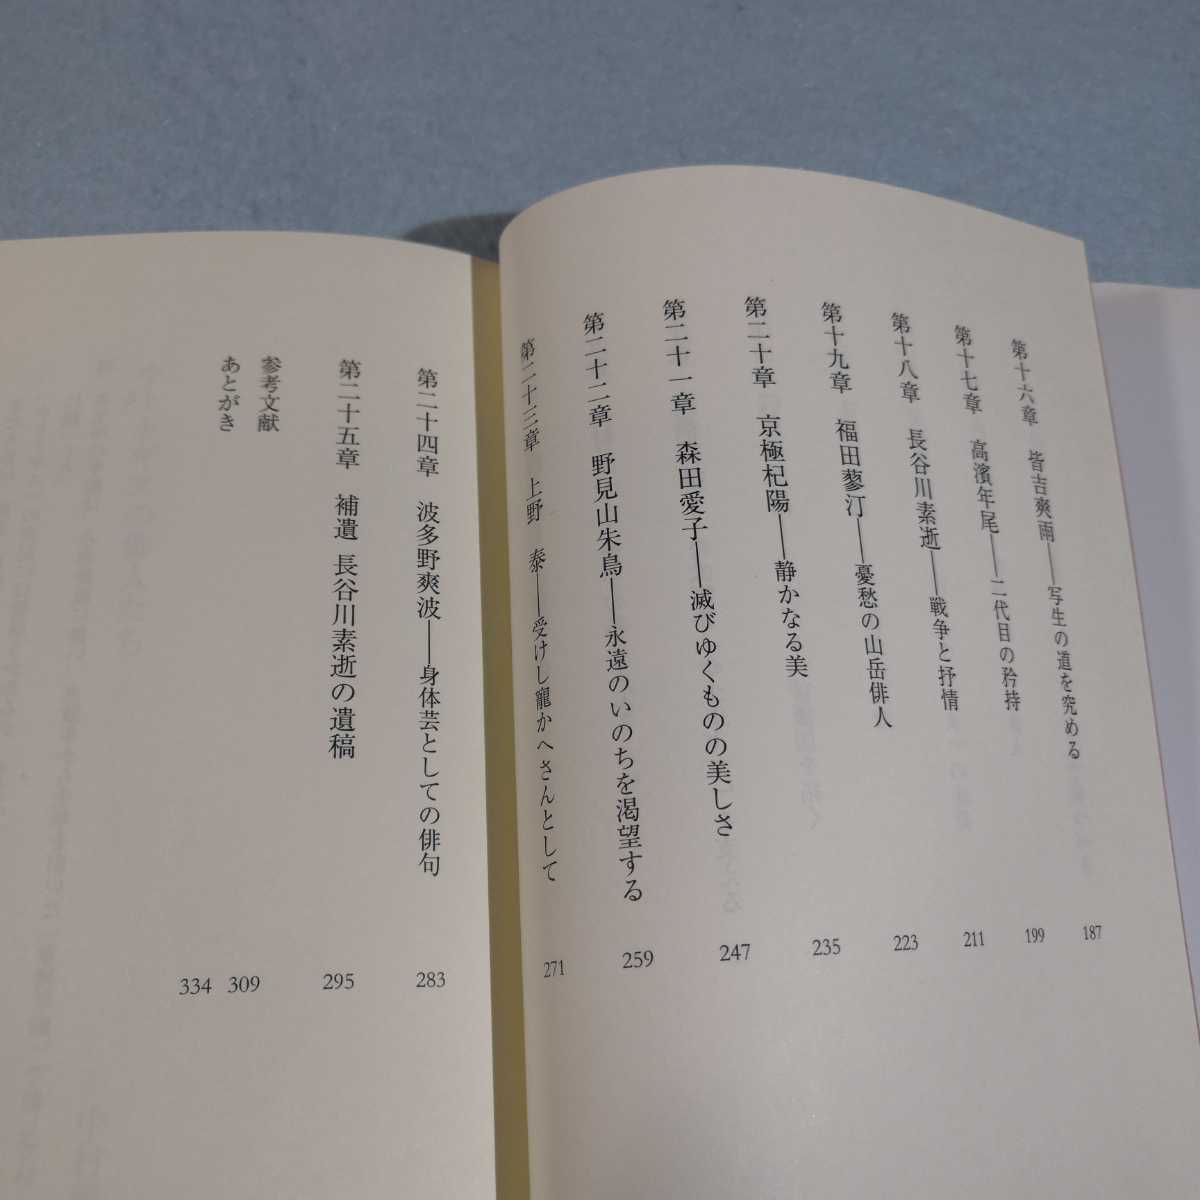 第十六章　皆吉爽雨――写生の道を究める　187
第十七章　高濱年尾――二代目の矜持　199
第十八章　長谷川素逝――戦争と抒情　211
第十九章　福田蓼汀――憂愁の山岳俳人　223
第二十章　京極杞陽――静かなる美　235
第二十一章　森田愛子――滅びゆくものの美しさ　247
第二十二章　野見山朱鳥――永遠のいのちを渇望する　259
第二十三章　上野　泰――受けし寵かへさんとして　271
第二十四章　波多野爽波――身体芸としての俳句　283
第二十五章　補遺　長谷川素逝の遺稿　295
参考文献　309
あとがき　334